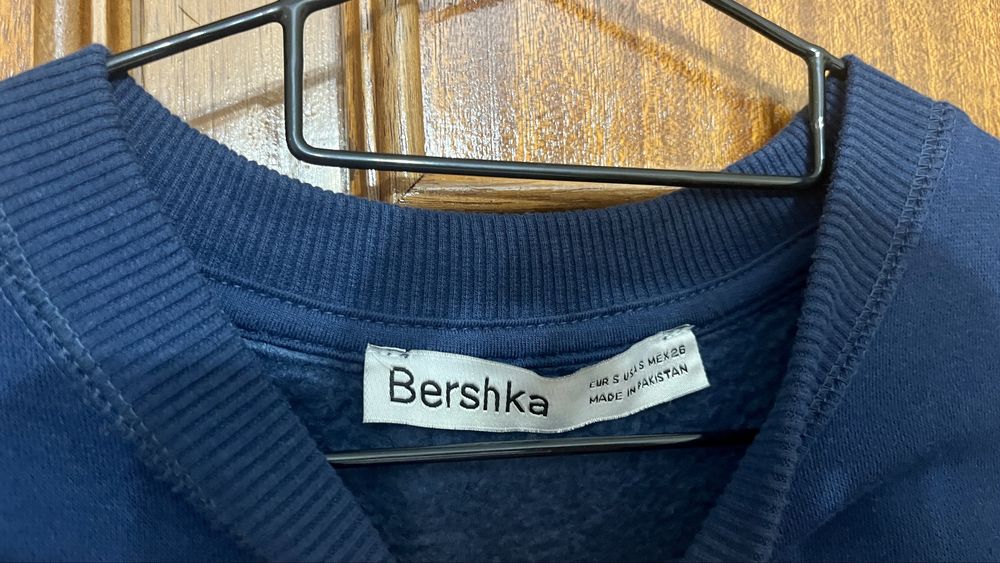 Bershka
EUR S USA S MEX 26
MADE IN PAKISTAN